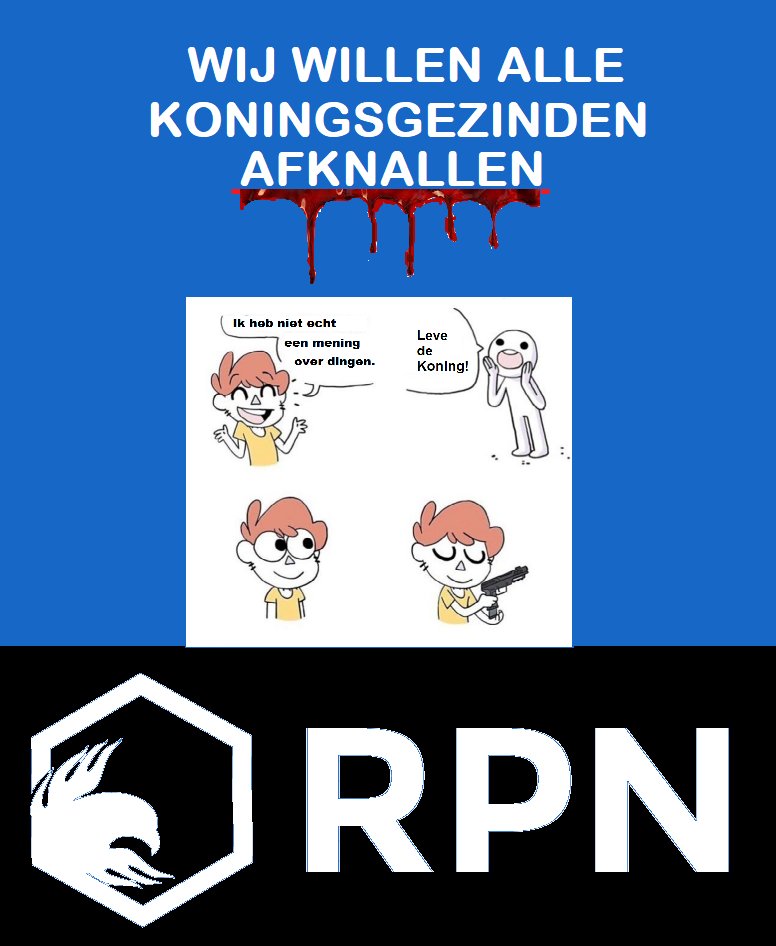 WIJ WILLEN ALLE
KONINGSGEZINDEN
AFKNALLEN
Ik heb niet echt
een mening
over dingen.
Leve
de
Koning!
RPN